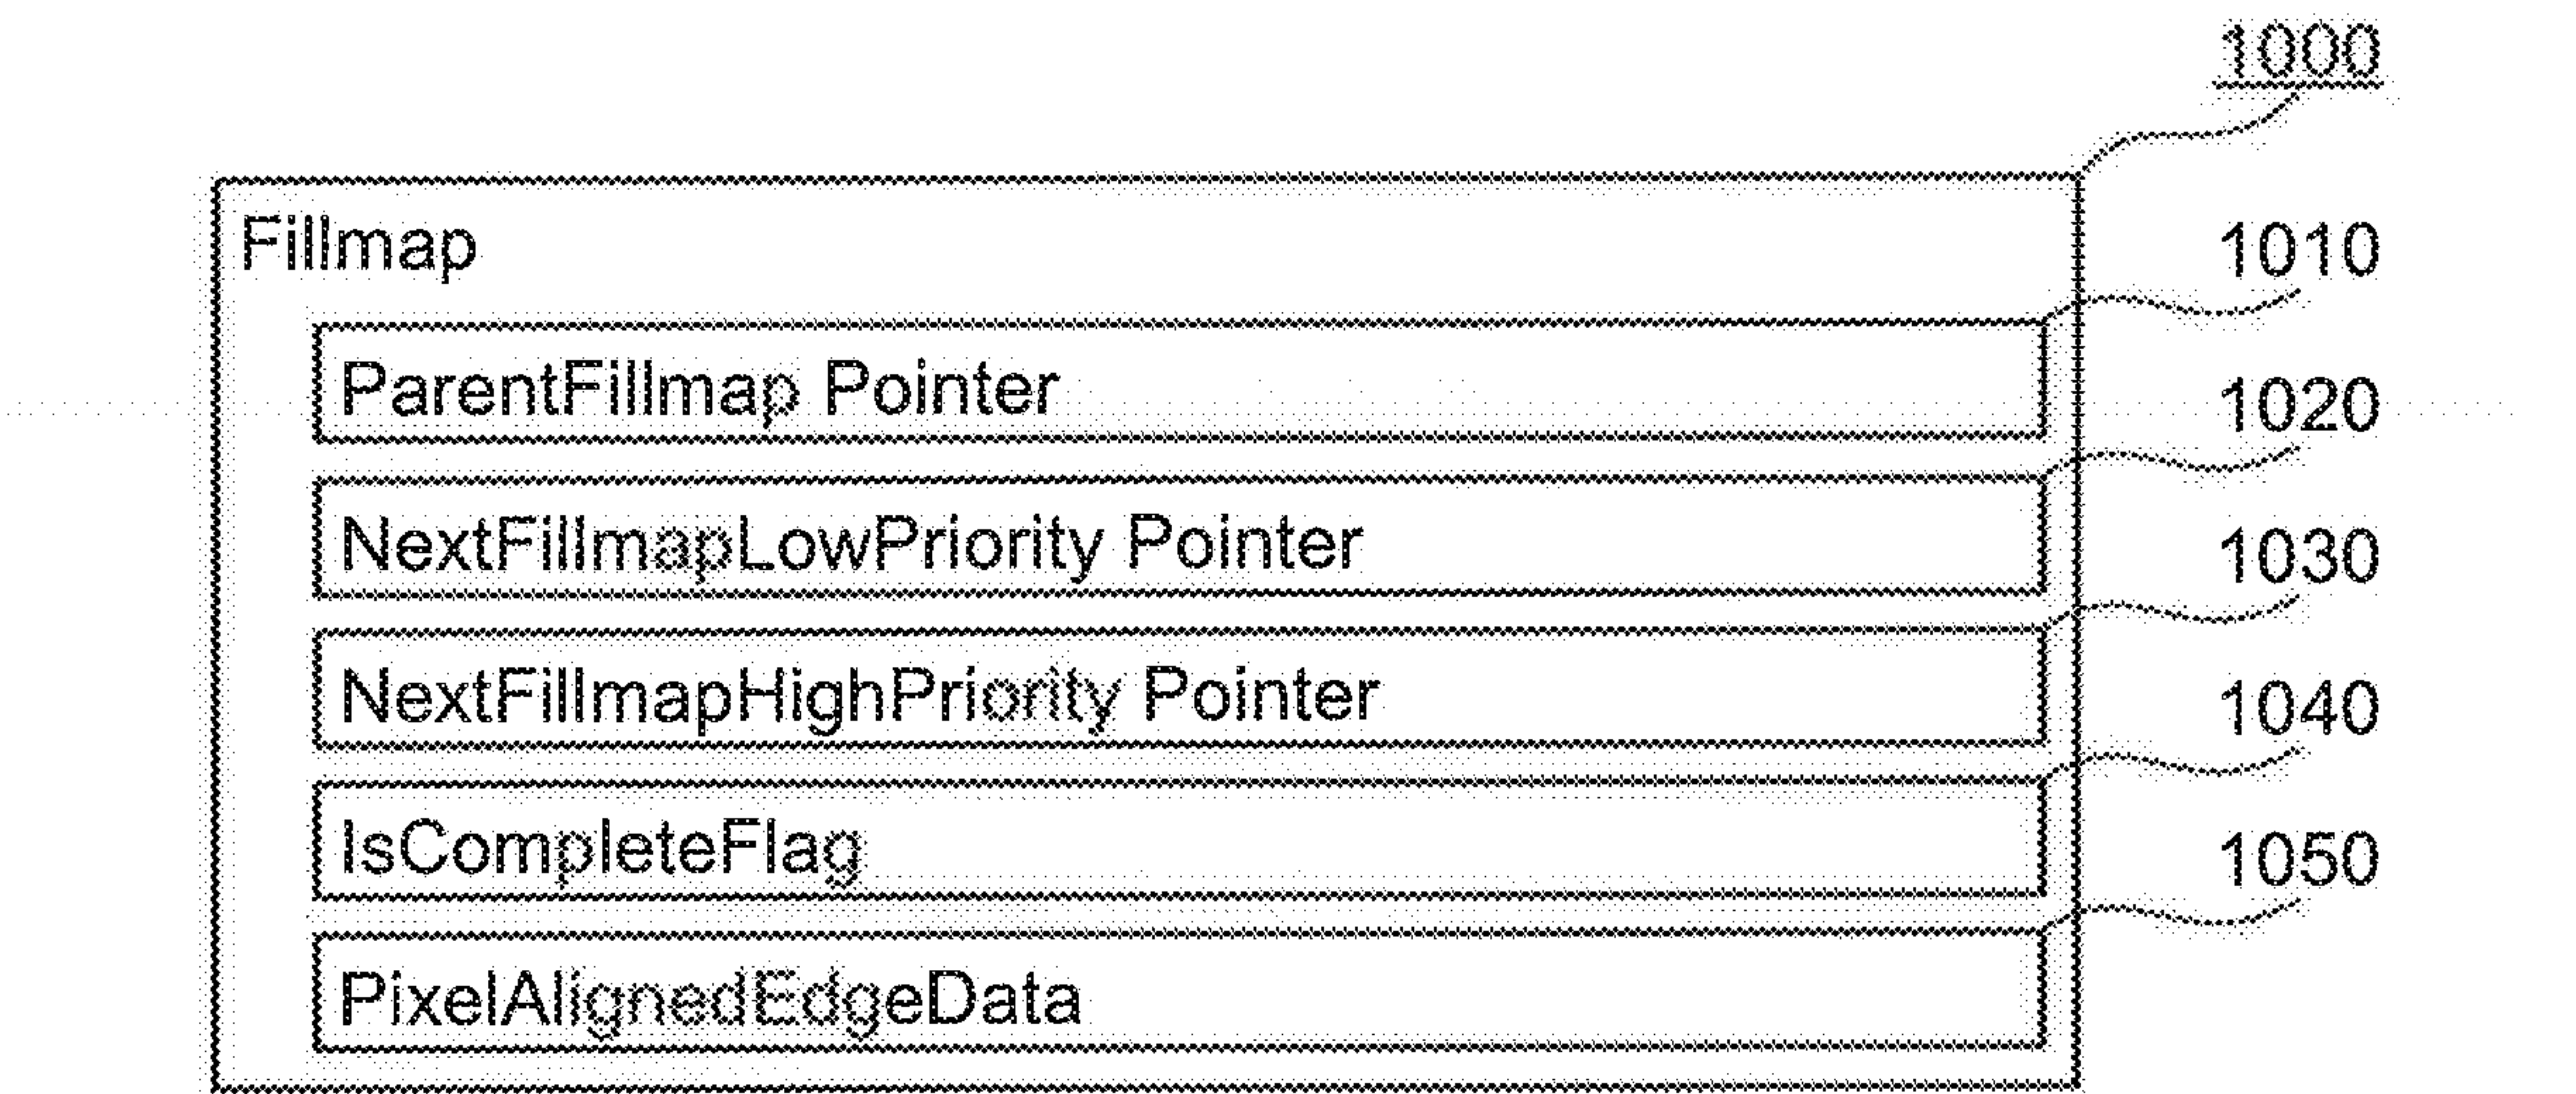 1000
Fillmap
1010
ParentFillmap Pointer
1020
NextFillmapLowPriority Pointer
1030
NextFillmapHighPriority Pointer
1040
IsCompleteFlag
1050
PixelAlignedEdgeData